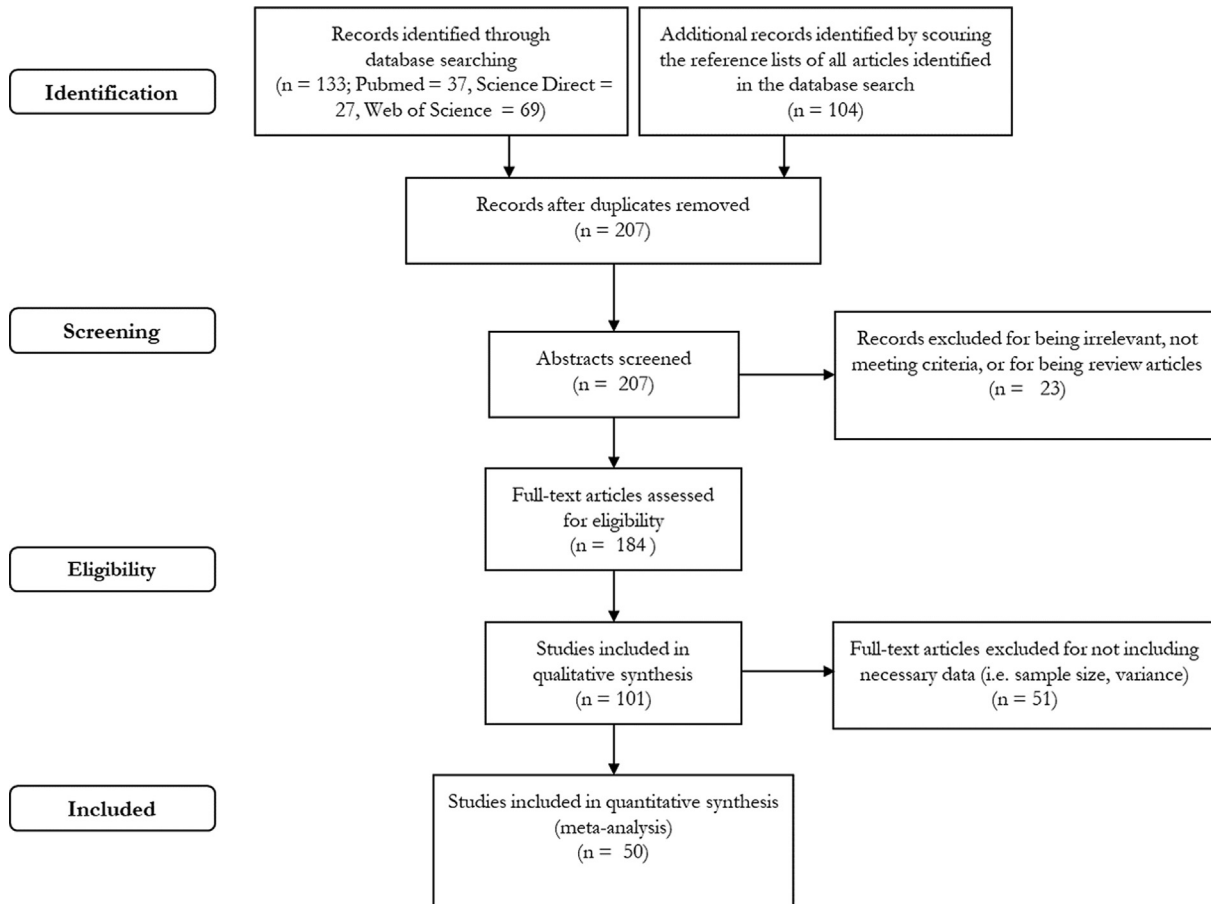 Identification
Records identified through
database searching
(n = 133; Pubmed = 37, Science Direct =
27, Web of Science = 69)
Additional records identified by scouring
the reference lists of all articles identified
in the database search
(n = 104)
Records after duplicates removed
(n = 207)
Screening
Abstracts screened
(n = 207)
Records excluded for being irrelevant, not
meeting criteria, or for being review articles
(n = 23)
Full-text articles assessed
for eligibility
(n = 184 )
Eligibility
Studies included in
qualitative synthesis
(n = 101)
Full-text articles excluded for not including
necessary data (i.e. sample size, variance)
(n = 51)
Included
Studies included in quantitative synthesis
(meta-analysis)
(n = 50)